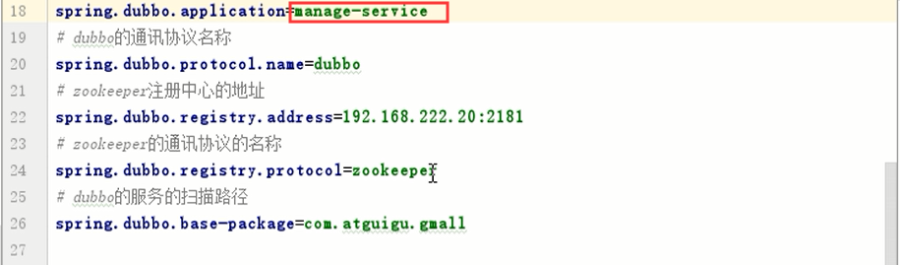 18 spring.dubbo.application=manage-service
19 # dubbo的通讯协议名称
20 spring.dubbo.protocol.name=dubbo
21 # zookeeper注册中心的地址
22 spring.dubbo.registry.address=192.168.222.20:2181
23 # zookeeper的通讯协议的名称
24 spring.dubbo.registry.protocol=zookeeper
25 # dubbo的服务的扫描路径
26 spring.dubbo.base-package=com.atguigu.gmall
27